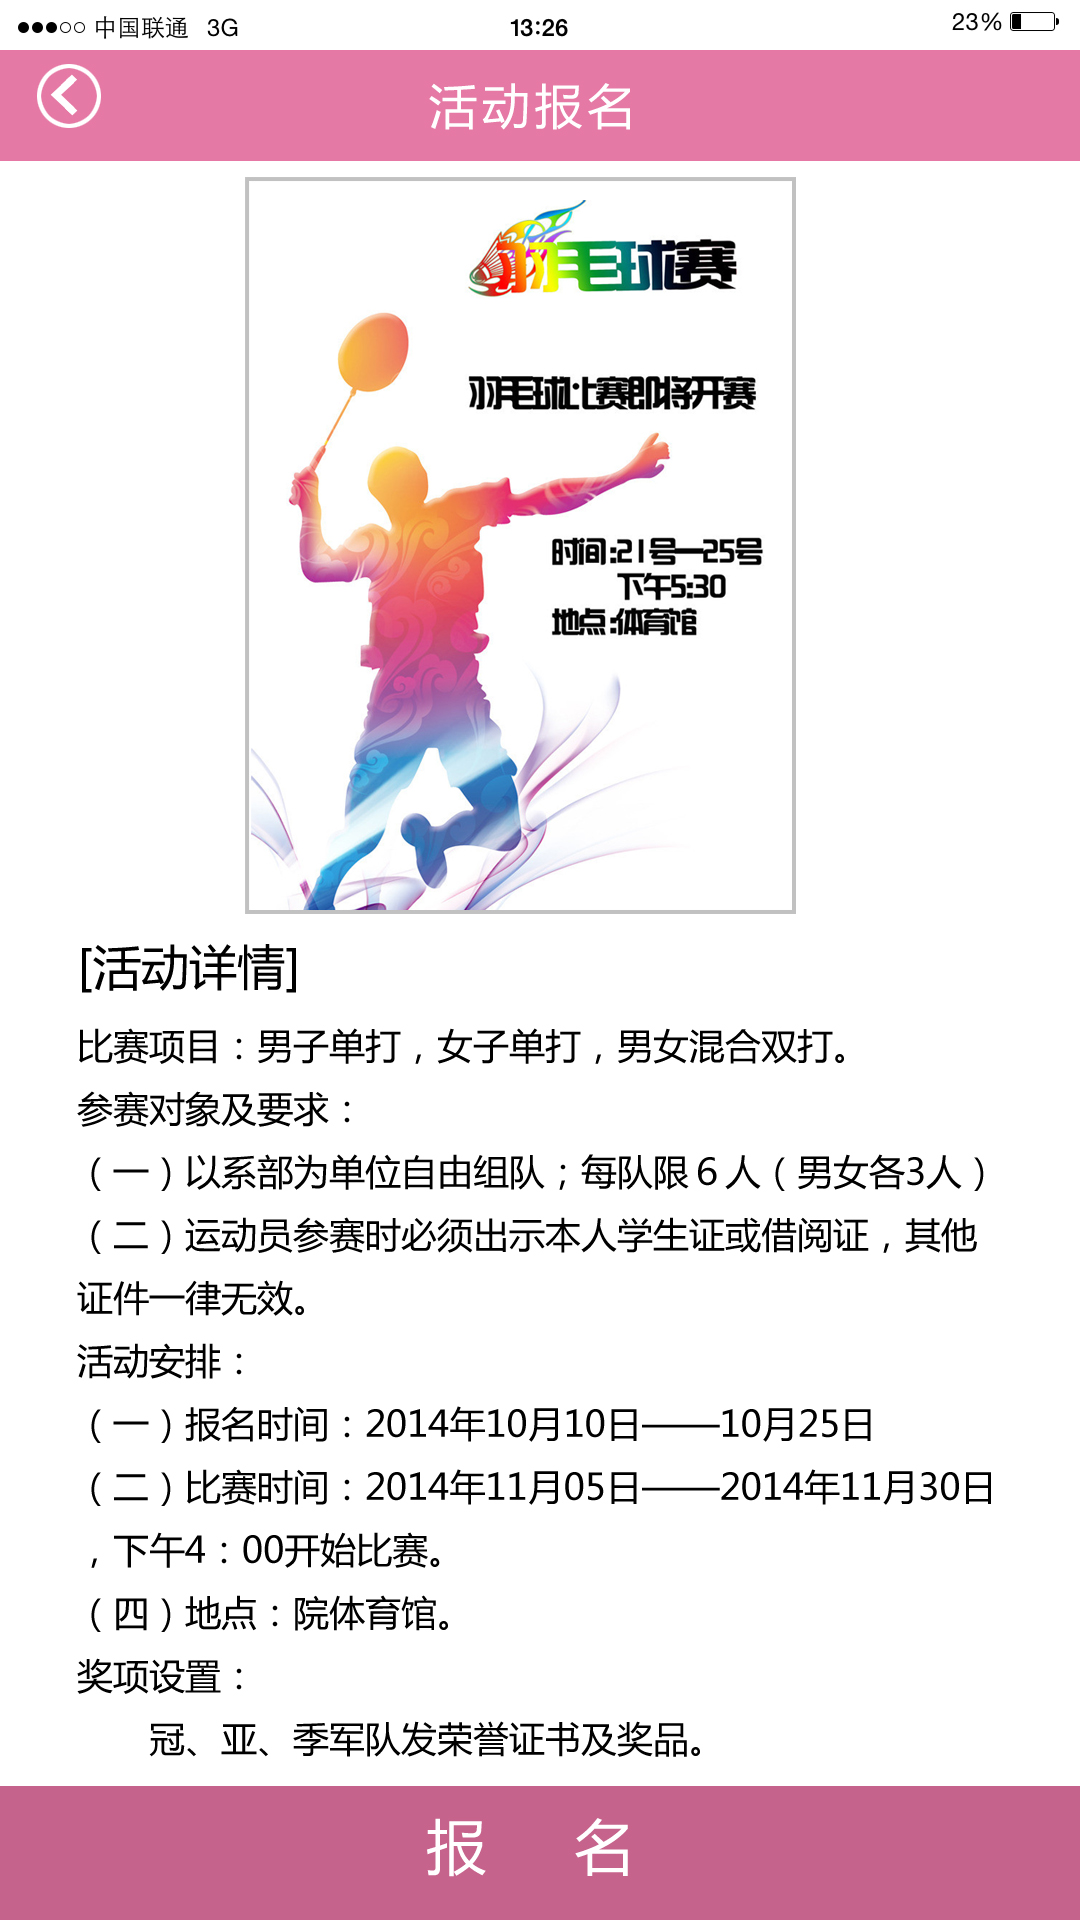 中国联通 3G 13:26 23%
活动报名
羽毛球赛
羽毛球比赛即将开赛
时间:21号—25号
下午5:30
地点:体育馆
[活动详情]
比赛项目：男子单打，女子单打，男女混合双打。
参赛对象及要求：
（一）以系部为单位自由组队；每队限６人（男女各3人）
（二）运动员参赛时必须出示本人学生证或借阅证，其他
证件一律无效。
活动安排：
（一）报名时间：2014年10月10日——10月25日
（二）比赛时间：2014年11月05日——2014年11月30日
，下午4：00开始比赛。
（四）地点：院体育馆。
奖项设置：
冠、亚、季军队发荣誉证书及奖品。
报 名